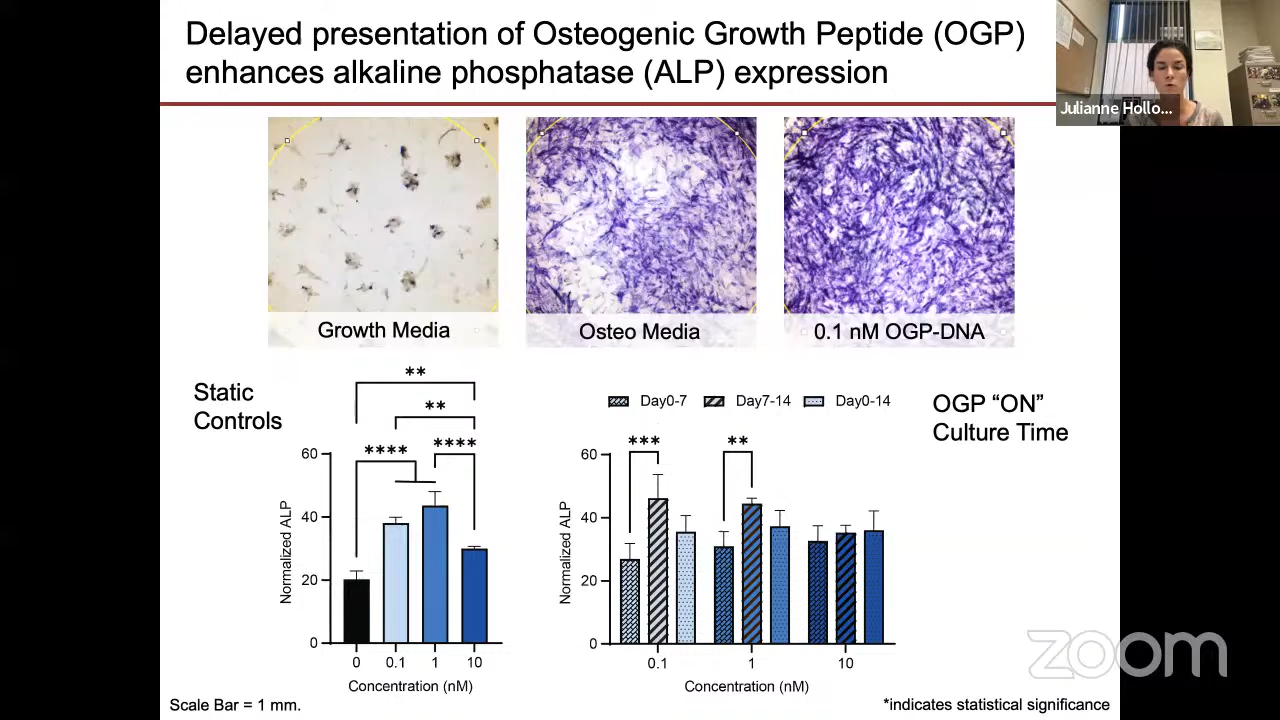 Delayed presentation of Osteogenic Growth Peptide (OGP)
enhances alkaline phosphatase (ALP) expression
Julianne Hollo...
Growth Media
Osteo Media
0.1 nM OGP-DNA
Static
Controls
**
**
****
****
60
40
20
0
Normalized ALP
0 0.1 1 10
Concentration (nM)
Day0-7 Day7-14 Day0-14
OGP “ON”
Culture Time
***
**
60
40
20
0
Normalized ALP
0.1 1 10
Concentration (nM)
zoom
Scale Bar = 1 mm.
*indicates statistical significance